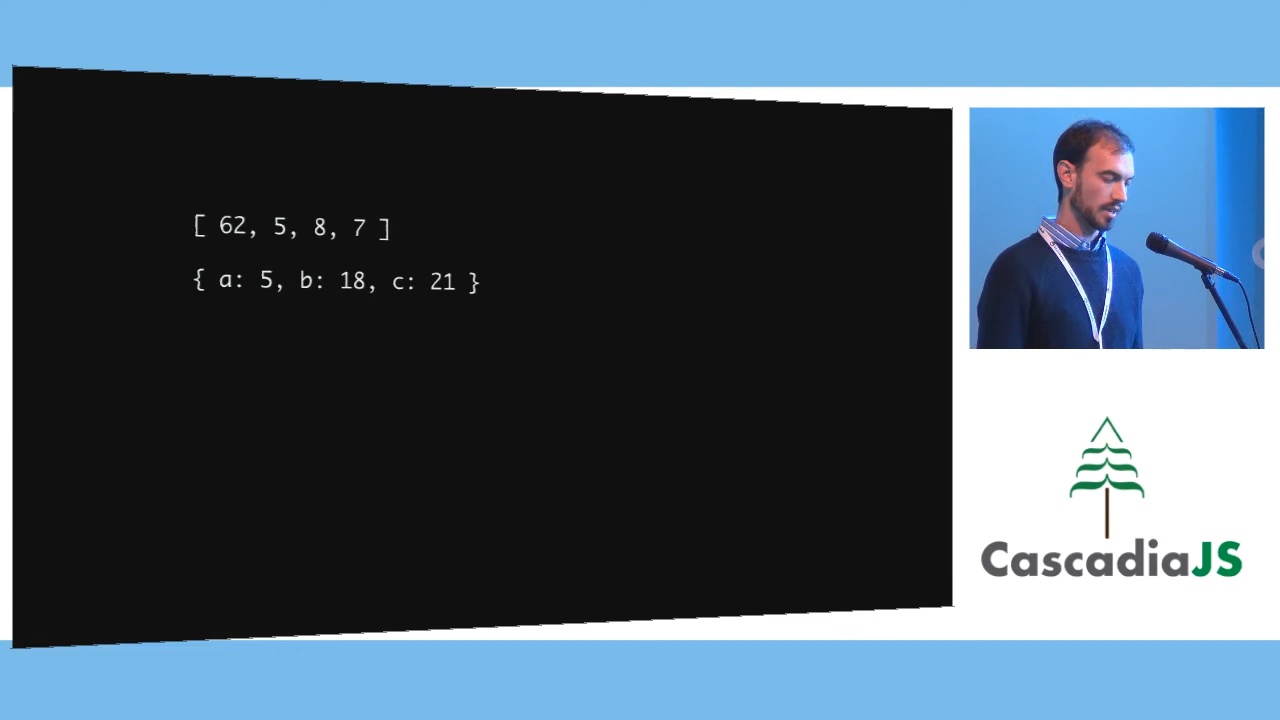 [ 62, 5, 8, 7 ]
{ a: 5, b: 18, c: 21 }
CascadiaJS